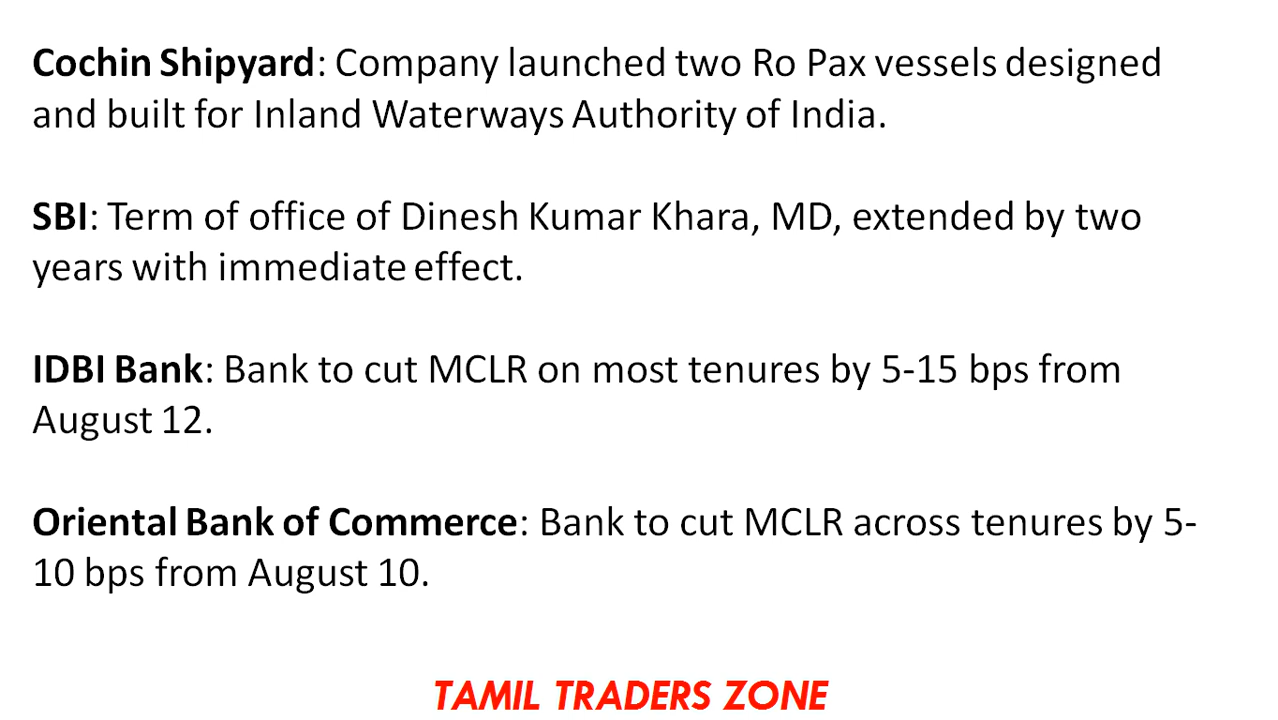 Cochin Shipyard: Company launched two Ro Pax vessels designed
and built for Inland Waterways Authority of India.
SBI: Term of office of Dinesh Kumar Khara, MD, extended by two
years with immediate effect.
IDBI Bank: Bank to cut MCLR on most tenures by 5-15 bps from
August 12.
Oriental Bank of Commerce: Bank to cut MCLR across tenures by 5-
10 bps from August 10.
TAMIL TRADERS ZONE